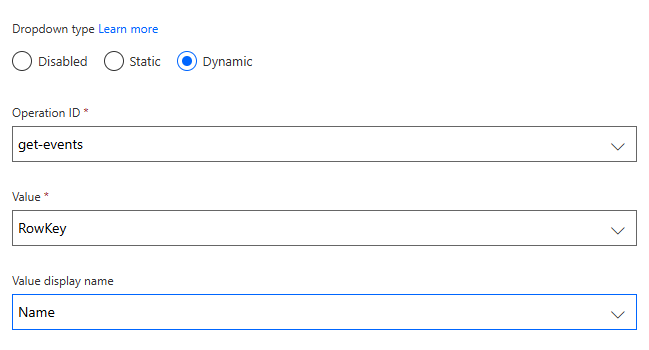 Dropdown type Learn more
Disabled Static Dynamic
Operation ID *
get-events
Value *
RowKey
Value display name
Name